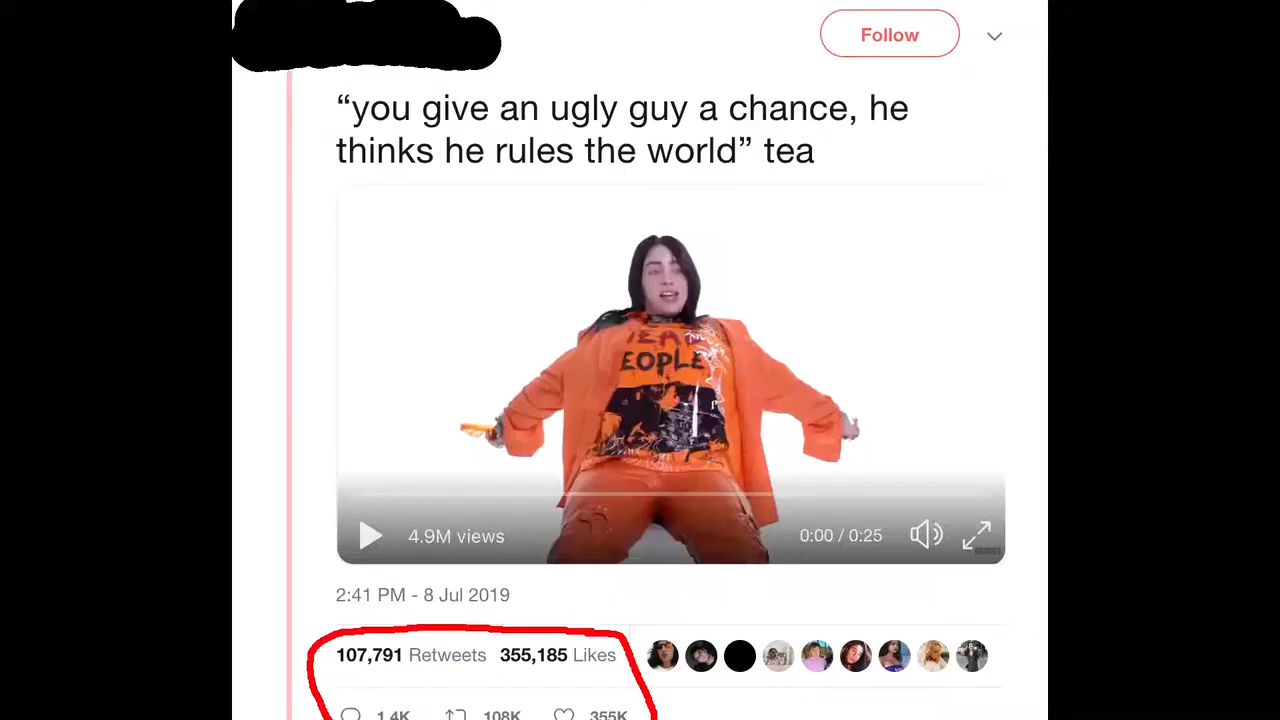 Follow
“you give an ugly guy a chance, he
thinks he rules the world” tea
EOPLE
4.9M views
0:00 / 0:25
2:41 PM - 8 Jul 2019
107,791 Retweets 355,185 Likes
1.4K 108K 355K